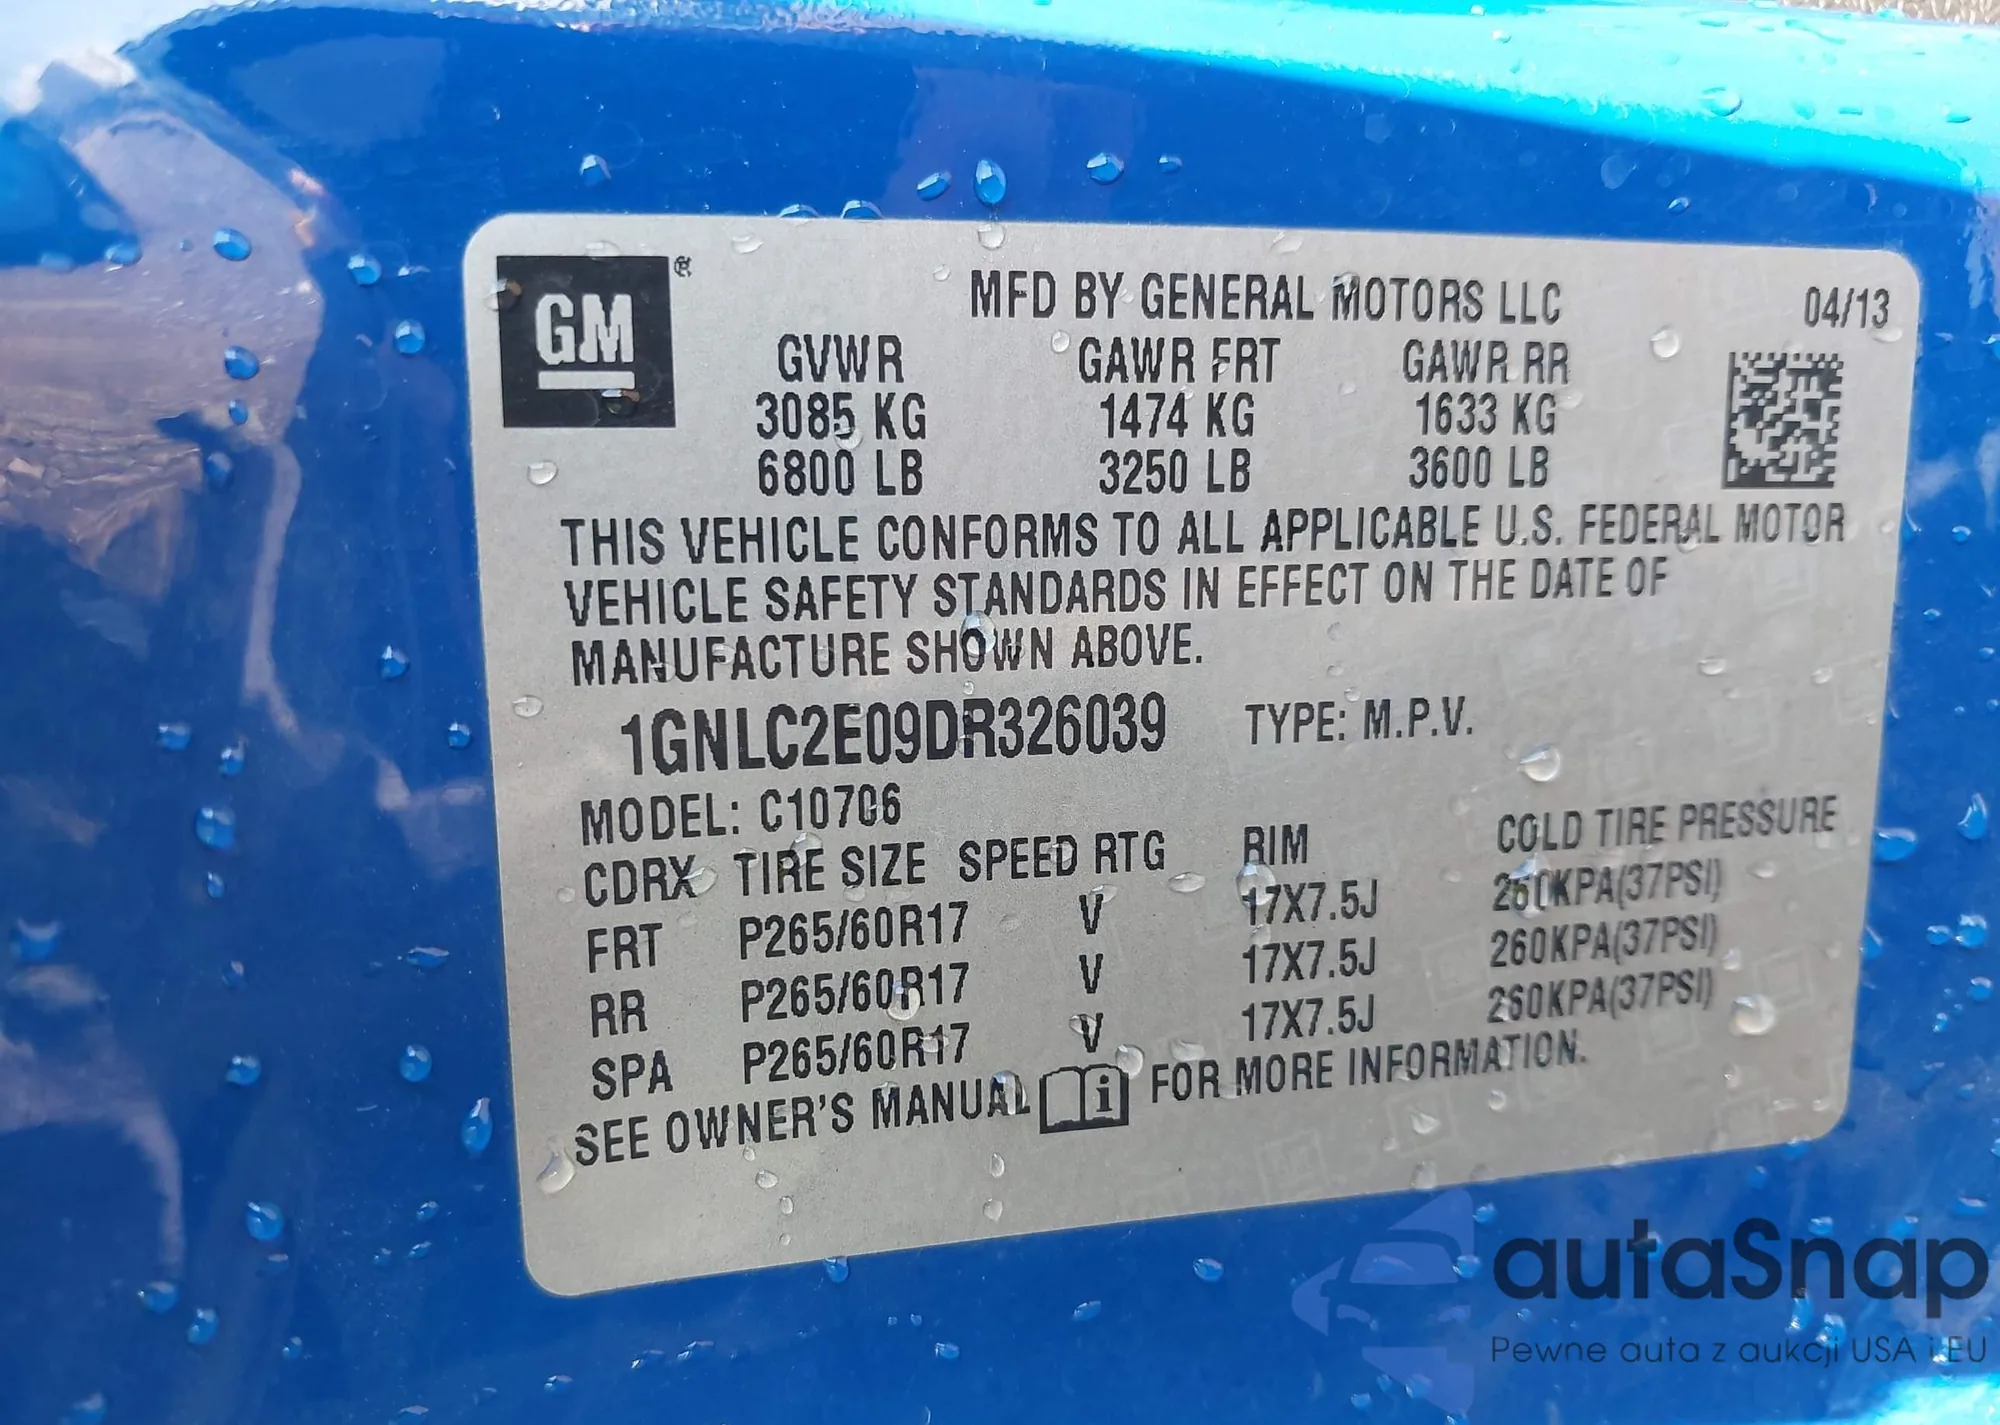 GM ®
MFD BY GENERAL MOTORS LLC 04/13
GVWR GAWR FRT GAWR RR
3085 KG 1474 KG 1633 KG
6800 LB 3250 LB 3600 LB
THIS VEHICLE CONFORMS TO ALL APPLICABLE U.S. FEDERAL MOTOR
VEHICLE SAFETY STANDARDS IN EFFECT ON THE DATE OF
MANUFACTURE SHOWN ABOVE.
1GNLC2E09DR326039 TYPE: M.P.V.
MODEL: C10706
CDRX TIRE SIZE SPEED RTG RIM COLD TIRE PRESSURE
FRT P265/60R17 V 17X7.5J 260KPA(37PSI)
RR P265/60R17 V 17X7.5J 260KPA(37PSI)
SPA P265/60R17 V 17X7.5J 260KPA(37PSI)
SEE OWNER'S MANUAL i FOR MORE INFORMATION.
autaSnap
Pewne auta z aukcji USA i EU